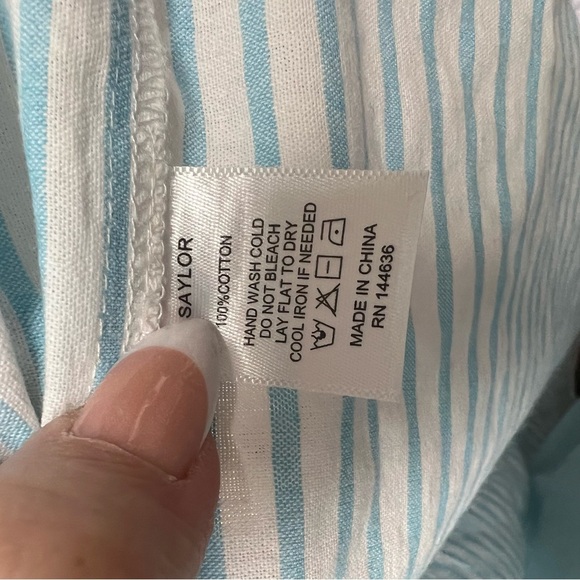 SAYLOR
100%COTTON
HAND WASH COLD
DO NOT BLEACH
LAY FLAT TO DRY
COOL IRON IF NEEDED
MADE IN CHINA
RN 144636